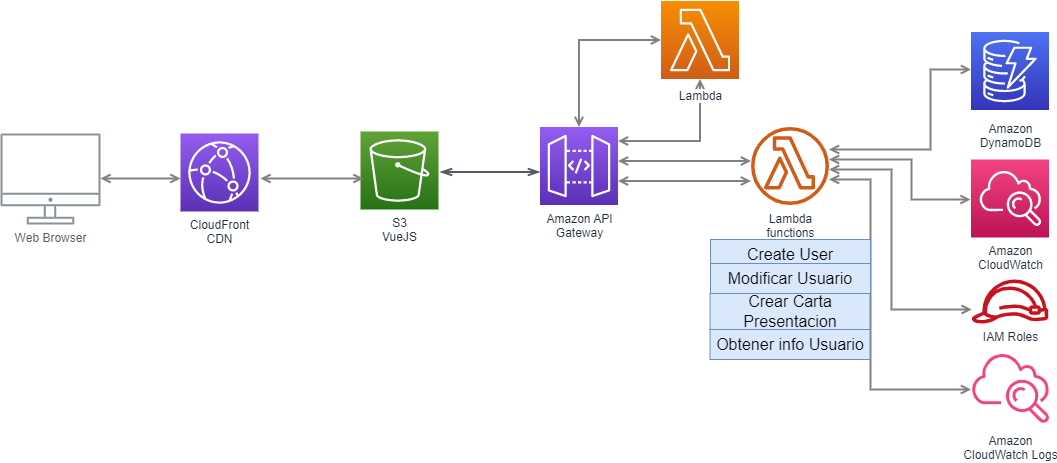 Web Browser
CloudFront
CDN
S3
VueJS
Amazon API
Gateway
Lambda
Lambda
functions
Create User
Modificar Usuario
Crear Carta
Presentacion
Obtener info Usuario
Amazon
DynamoDB
Amazon
CloudWatch
IAM Roles
Amazon
CloudWatch Logs